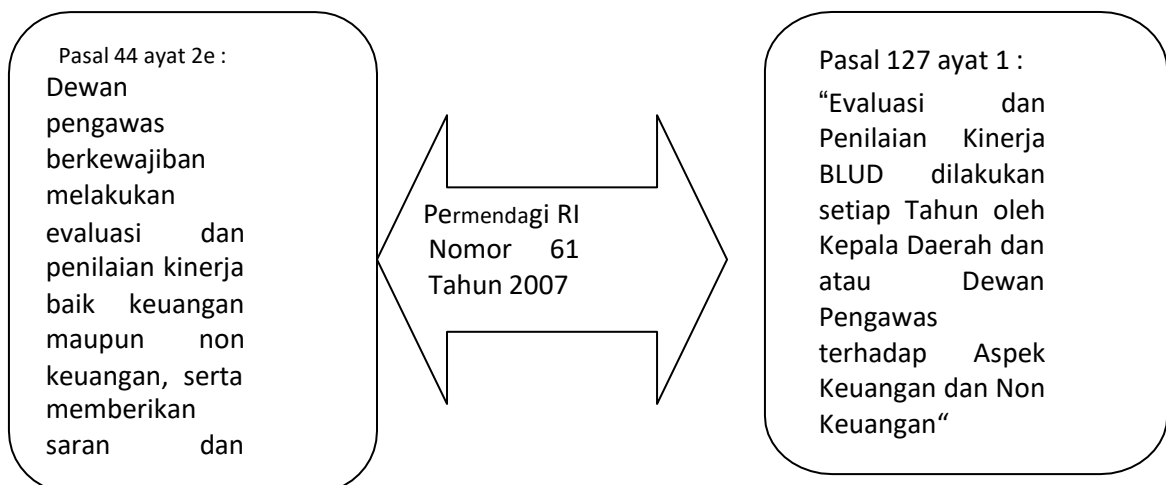 Pasal 44 ayat 2e :
Dewan
pengawas
berkewajiban
melakukan
evaluasi dan
penilaian kinerja
baik keuangan
maupun non
keuangan, serta
memberikan
saran dan
Permendagi RI
Nomor 61
Tahun 2007
Pasal 127 ayat 1 :
“Evaluasi dan
Penilaian Kinerja
BLUD dilakukan
setiap Tahun oleh
Kepala Daerah dan
atau Dewan
Pengawas
terhadap Aspek
Keuangan dan Non
Keuangan“